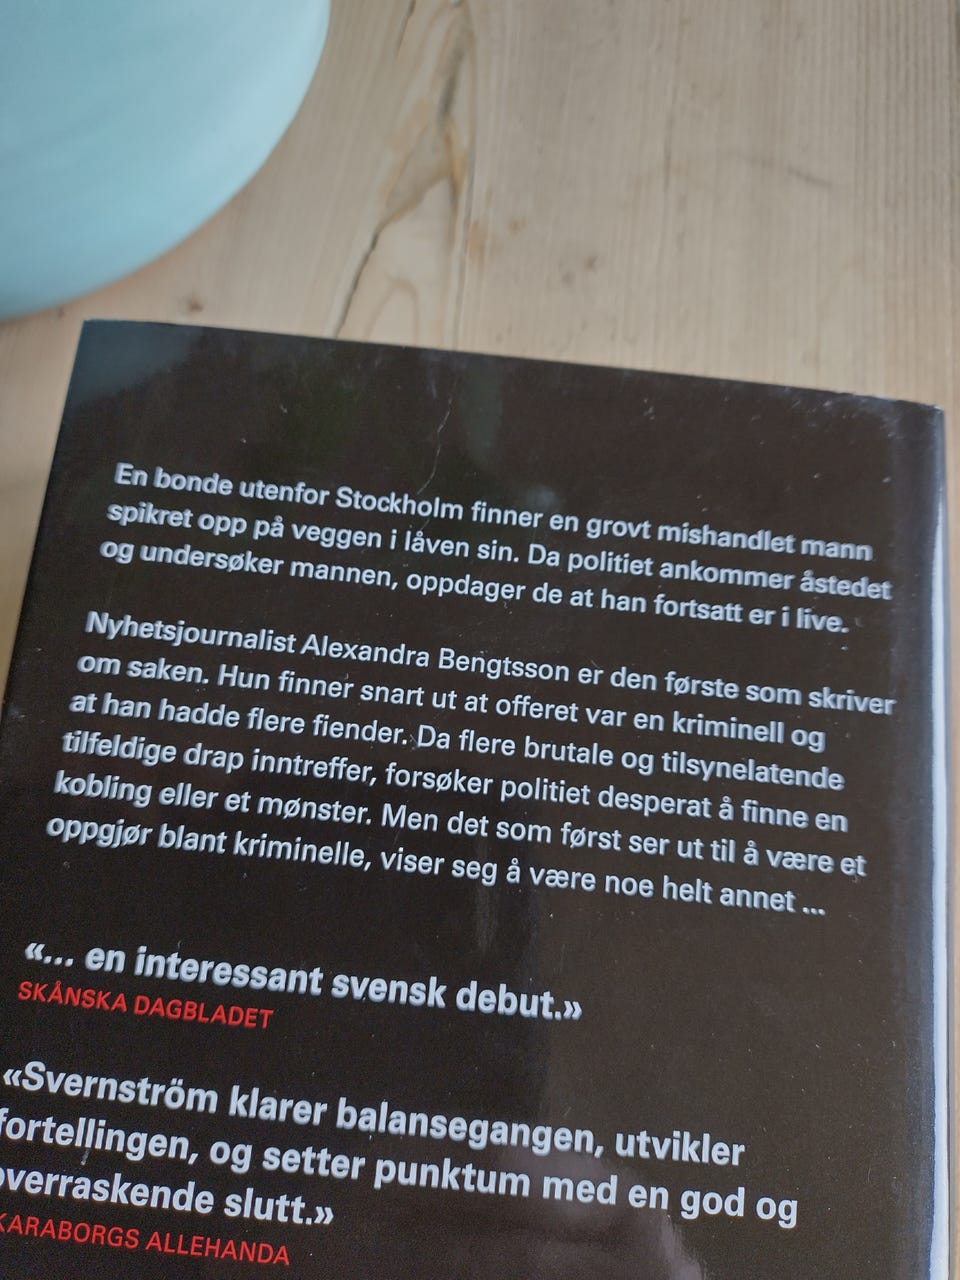 En bonde utenfor Stockholm finner en grovt mishandlet mann
spikret opp på veggen i låven sin. Da politiet ankommer åstedet
og undersøker mannen, oppdager de at han fortsatt er i live.
Nyhetsjournalist Alexandra Bengtsson er den første som skriver
om saken. Hun finner snart ut at offeret var en kriminell og
at han hadde flere fiender. Da flere brutale og tilsynelatende
tilfeldige drap inntreffer, forsøker politiet desperat å finne en
kobling eller et mønster. Men det som først ser ut til å være et
oppgjør blant kriminelle, viser seg å være noe helt annet ...
«... en interessant svensk debut.»
SKÅNSKA DAGBLADET
«Svernström klarer balansegangen, utvikler
fortellingen, og setter punktum med en god og
overraskende slutt.»
KARABORGS ALLEHANDA